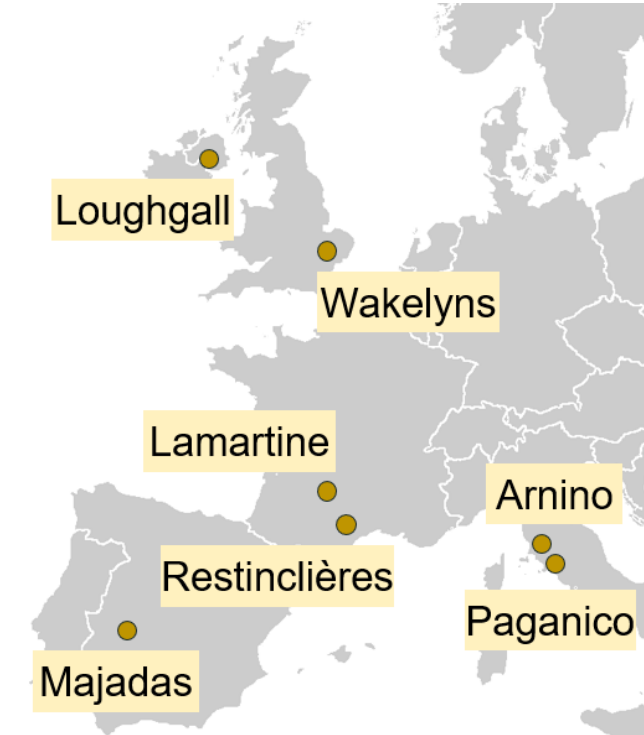 Loughgall
Wakelyns
Lamartine
Arnino
Restinclières
Paganico
Majadas